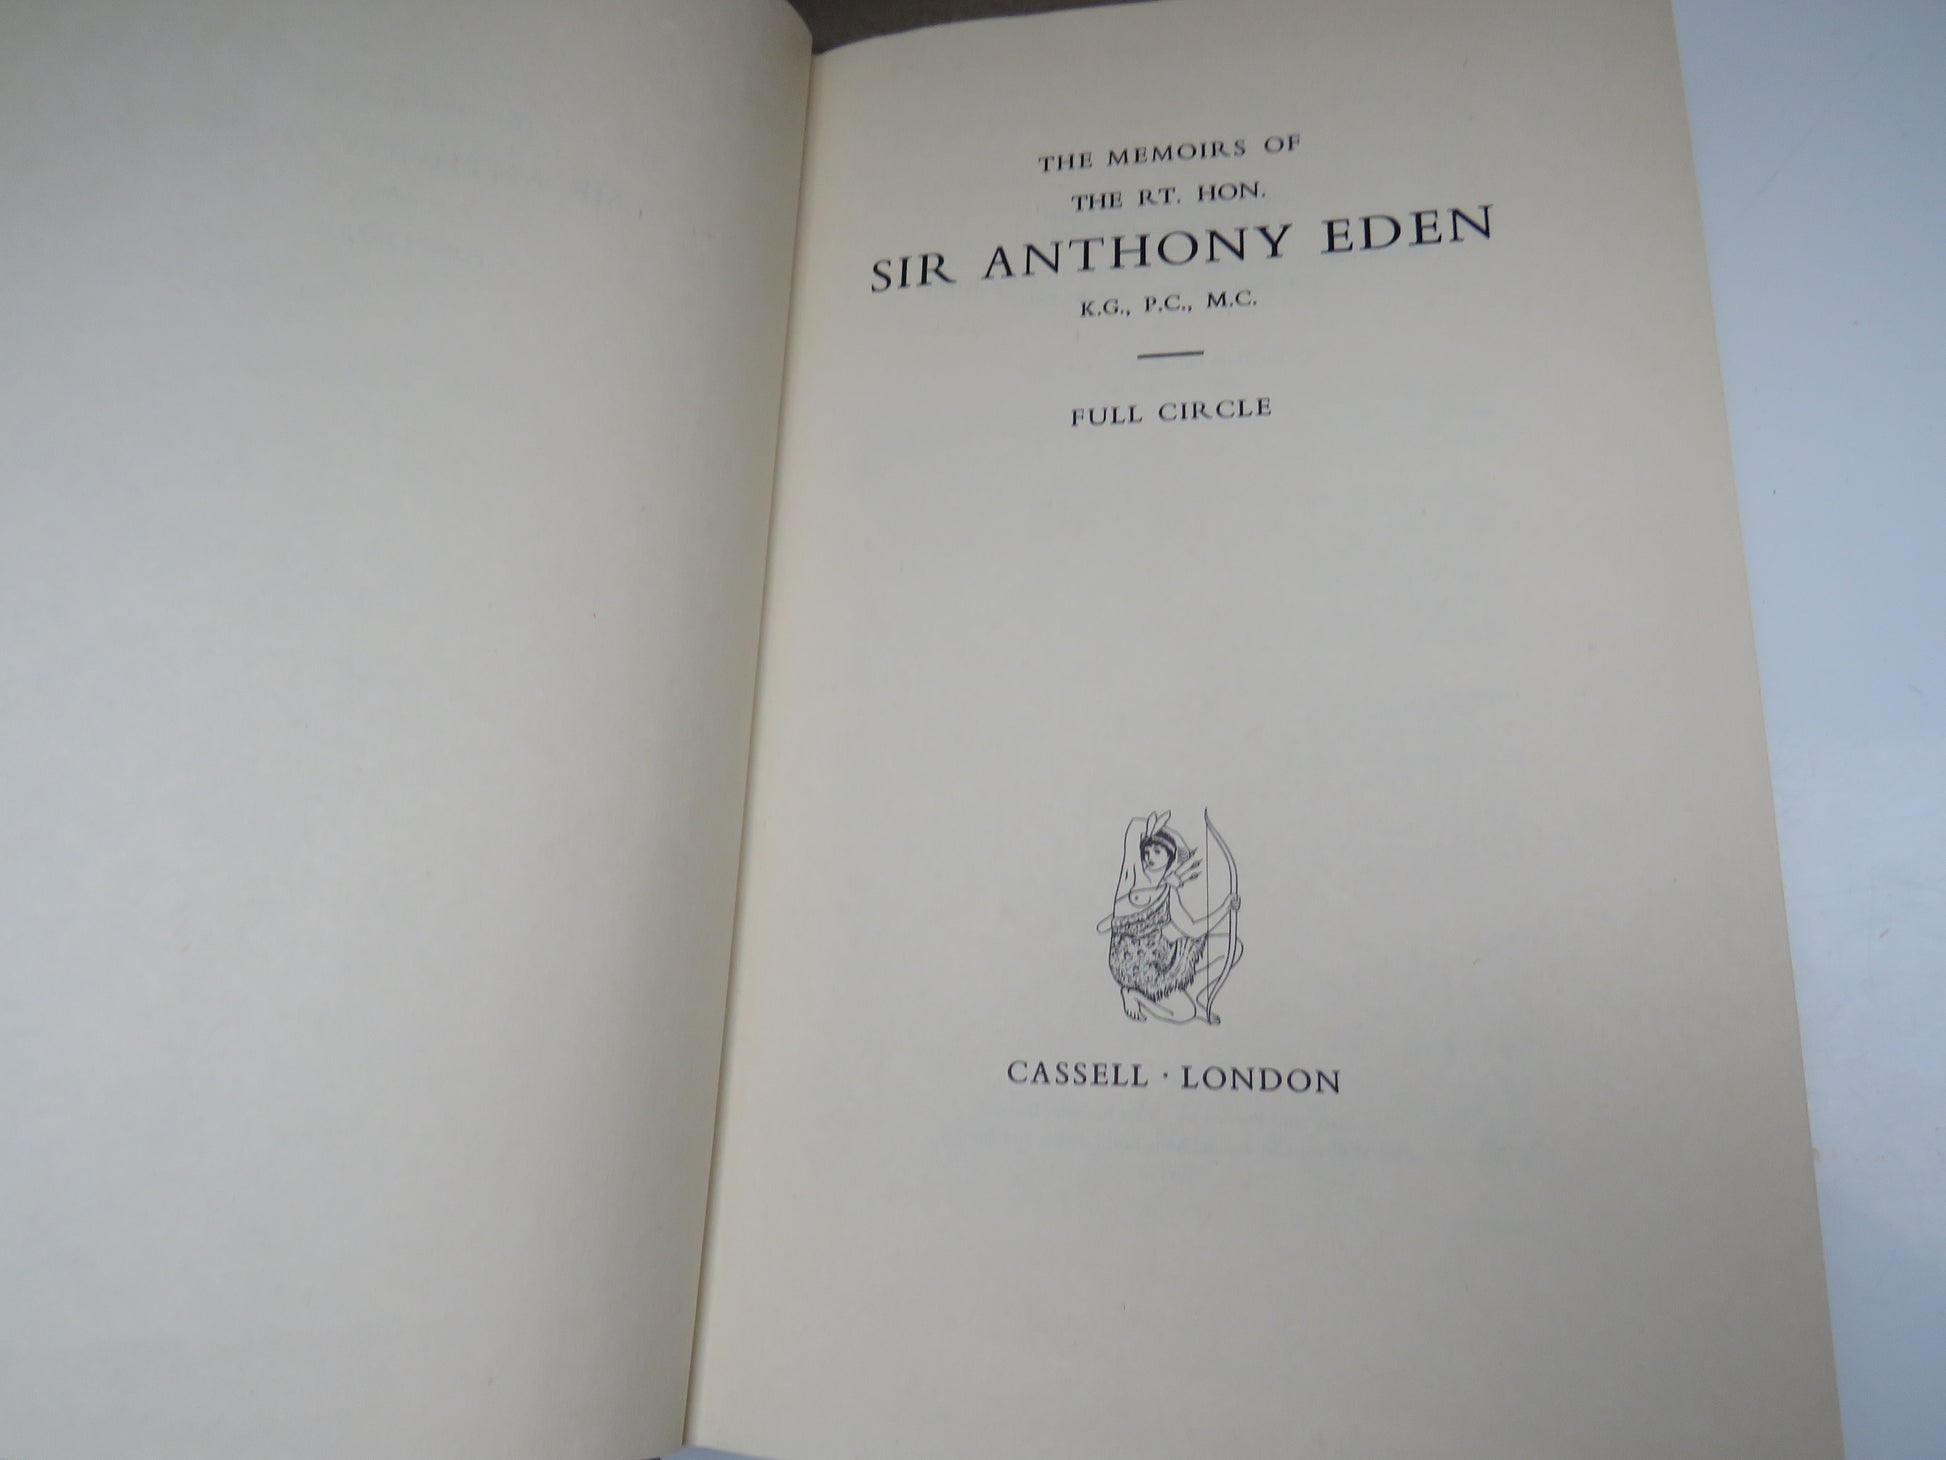 THE MEMOIRS OF
THE RT. HON.
SIR ANTHONY EDEN
K.G., P.C., M.C.
FULL CIRCLE
CASSELL · LONDON